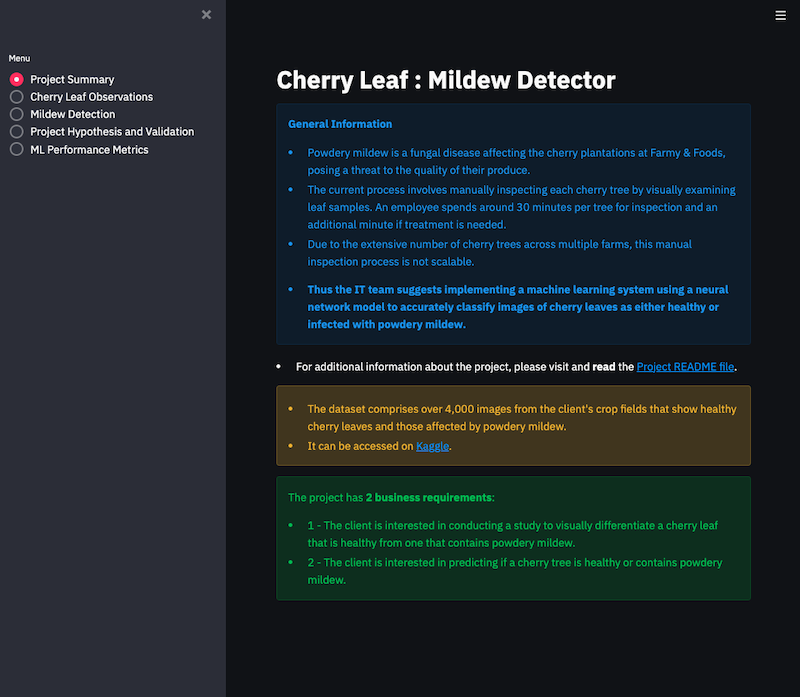 Menu
Project Summary
Cherry Leaf Observations
Mildew Detection
Project Hypothesis and Validation
ML Performance Metrics
Cherry Leaf : Mildew Detector
General Information
• Powdery mildew is a fungal disease affecting the cherry plantations at Farmy & Foods,
posing a threat to the quality of their produce.
• The current process involves manually inspecting each cherry tree by visually examining
leaf samples. An employee spends around 30 minutes per tree for inspection and an
additional minute if treatment is needed.
• Due to the extensive number of cherry trees across multiple farms, this manual
inspection process is not scalable.
• Thus the IT team suggests implementing a machine learning system using a neural
network model to accurately classify images of cherry leaves as either healthy or
infected with powdery mildew.
• For additional information about the project, please visit and read the Project README file.
• The dataset comprises over 4,000 images from the client's crop fields that show healthy
cherry leaves and those affected by powdery mildew.
• It can be accessed on Kaggle.
The project has 2 business requirements:
• 1 - The client is interested in conducting a study to visually differentiate a cherry leaf
that is healthy from one that contains powdery mildew.
• 2 - The client is interested in predicting if a cherry tree is healthy or contains powdery
mildew.